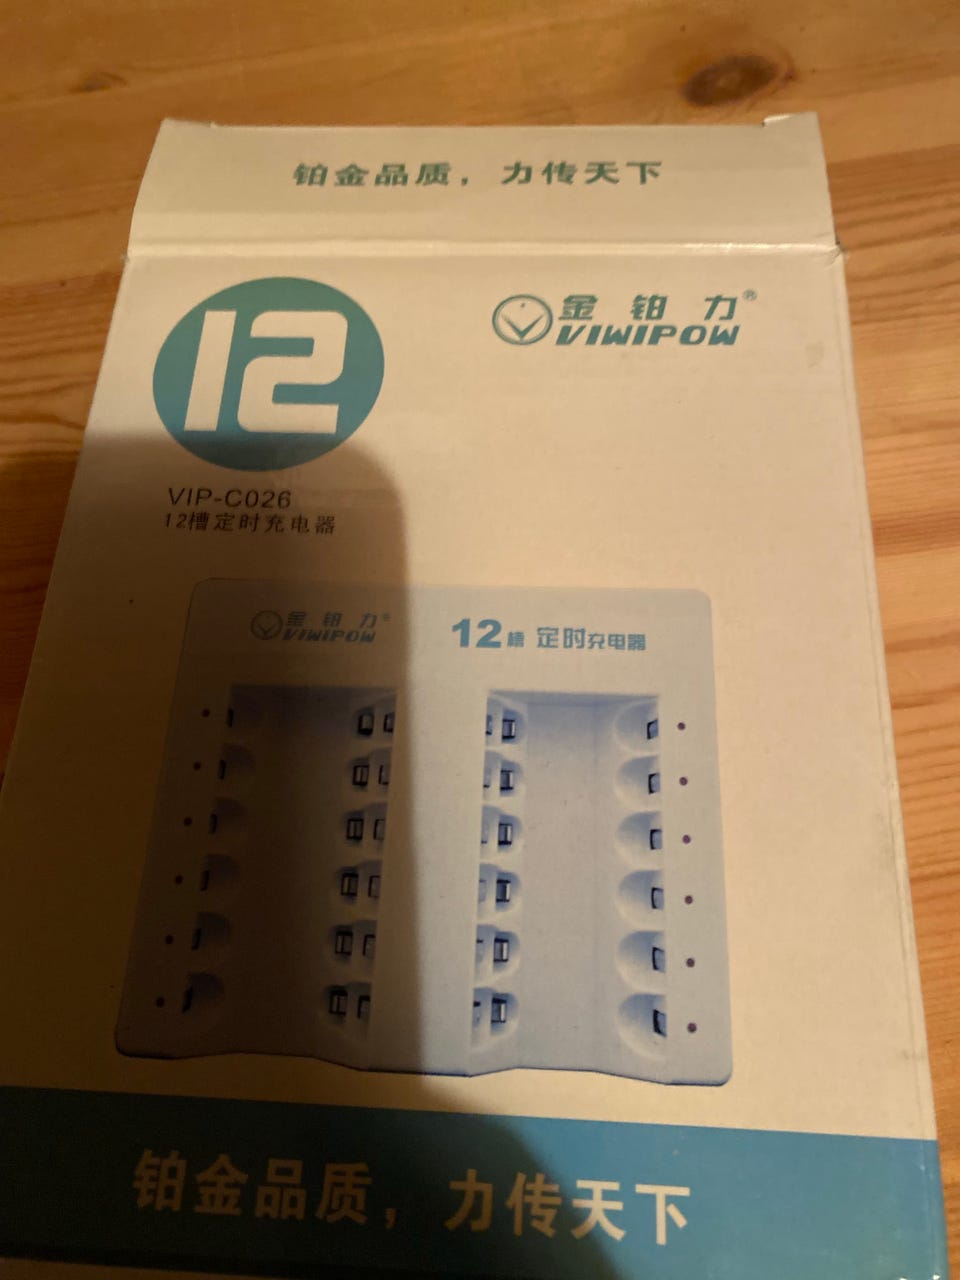 铂金品质，力传天下
12
金铂力®
VIWIPOW
VIP-C026
12槽定时充电器
金铂力®
VIWIPOW
12槽 定时充电器
铂金品质，力传天下